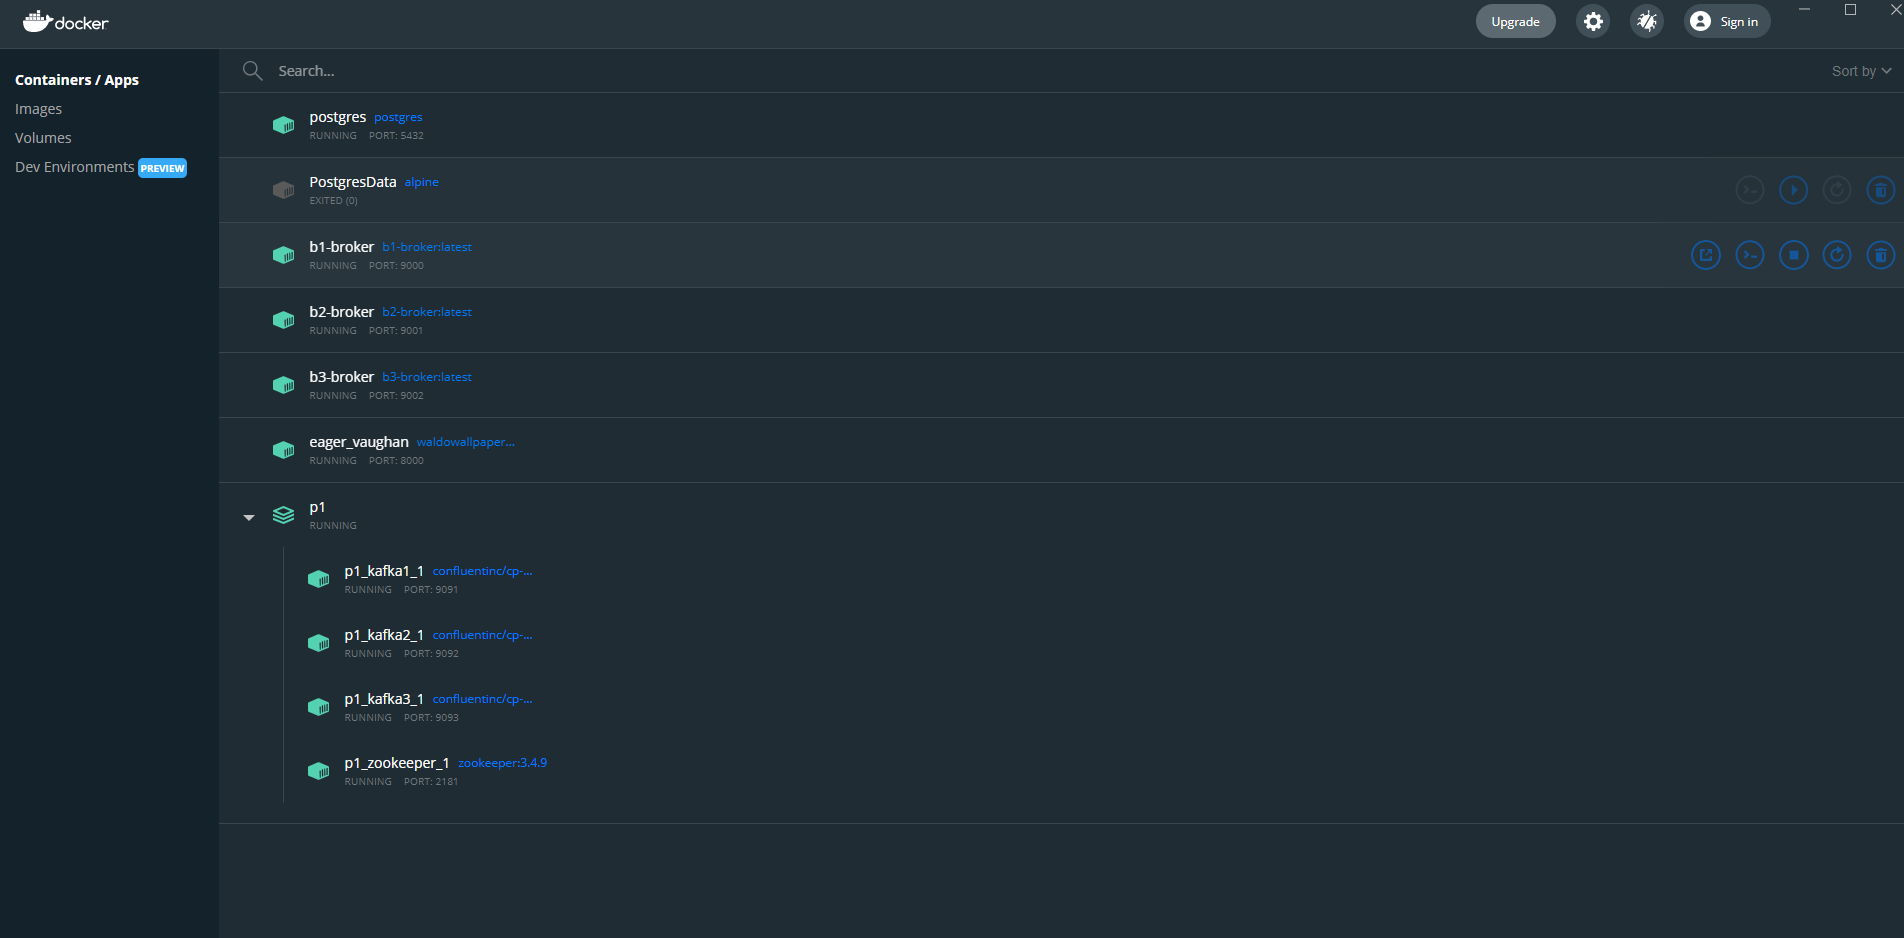 docker
Upgrade
Sign in
Containers / Apps
Images
Volumes
Dev Environments PREVIEW
Search...
Sort by
postgres postgres
RUNNING PORT: 5432
PostgresData alpine
EXITED (0)
b1-broker b1-broker:latest
RUNNING PORT: 9000
b2-broker b2-broker:latest
RUNNING PORT: 9001
b3-broker b3-broker:latest
RUNNING PORT: 9002
eager_vaughan waldowallpaper...
RUNNING PORT: 8000
p1
RUNNING
p1_kafka1_1 confluentinc/cp-...
RUNNING PORT: 9091
p1_kafka2_1 confluentinc/cp-...
RUNNING PORT: 9092
p1_kafka3_1 confluentinc/cp-...
RUNNING PORT: 9093
p1_zookeeper_1 zookeeper:3.4.9
RUNNING PORT: 2181